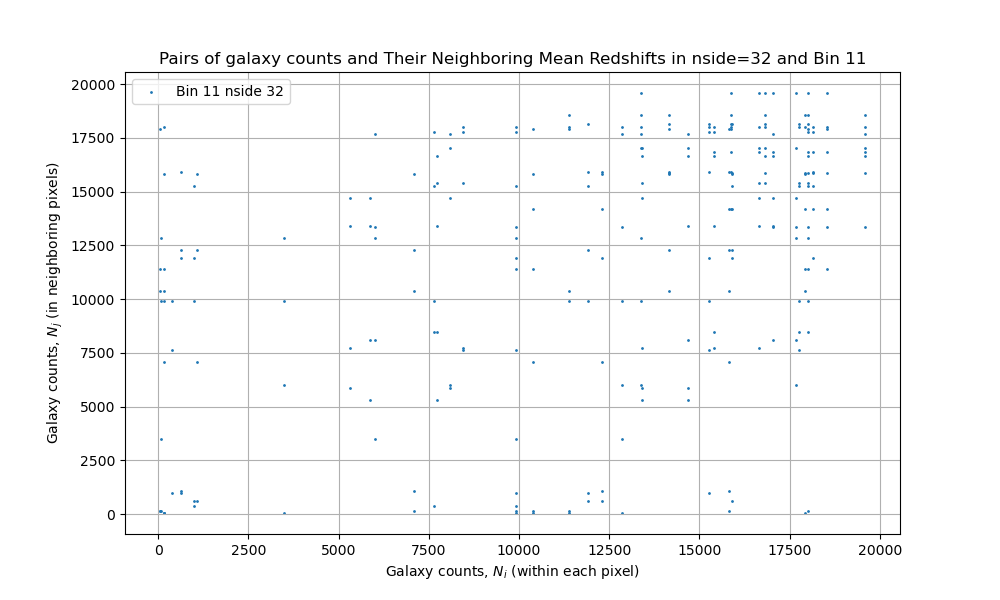 Pairs of galaxy counts and Their Neighboring Mean Redshifts in nside=32 and Bin 11
Bin 11 nside 32
20000
17500
15000
12500
10000
7500
5000
2500
0
Galaxy counts, Nⱼ (in neighboring pixels)
0 2500 5000 7500 10000 12500 15000 17500 20000
Galaxy counts, Nᵢ (within each pixel)